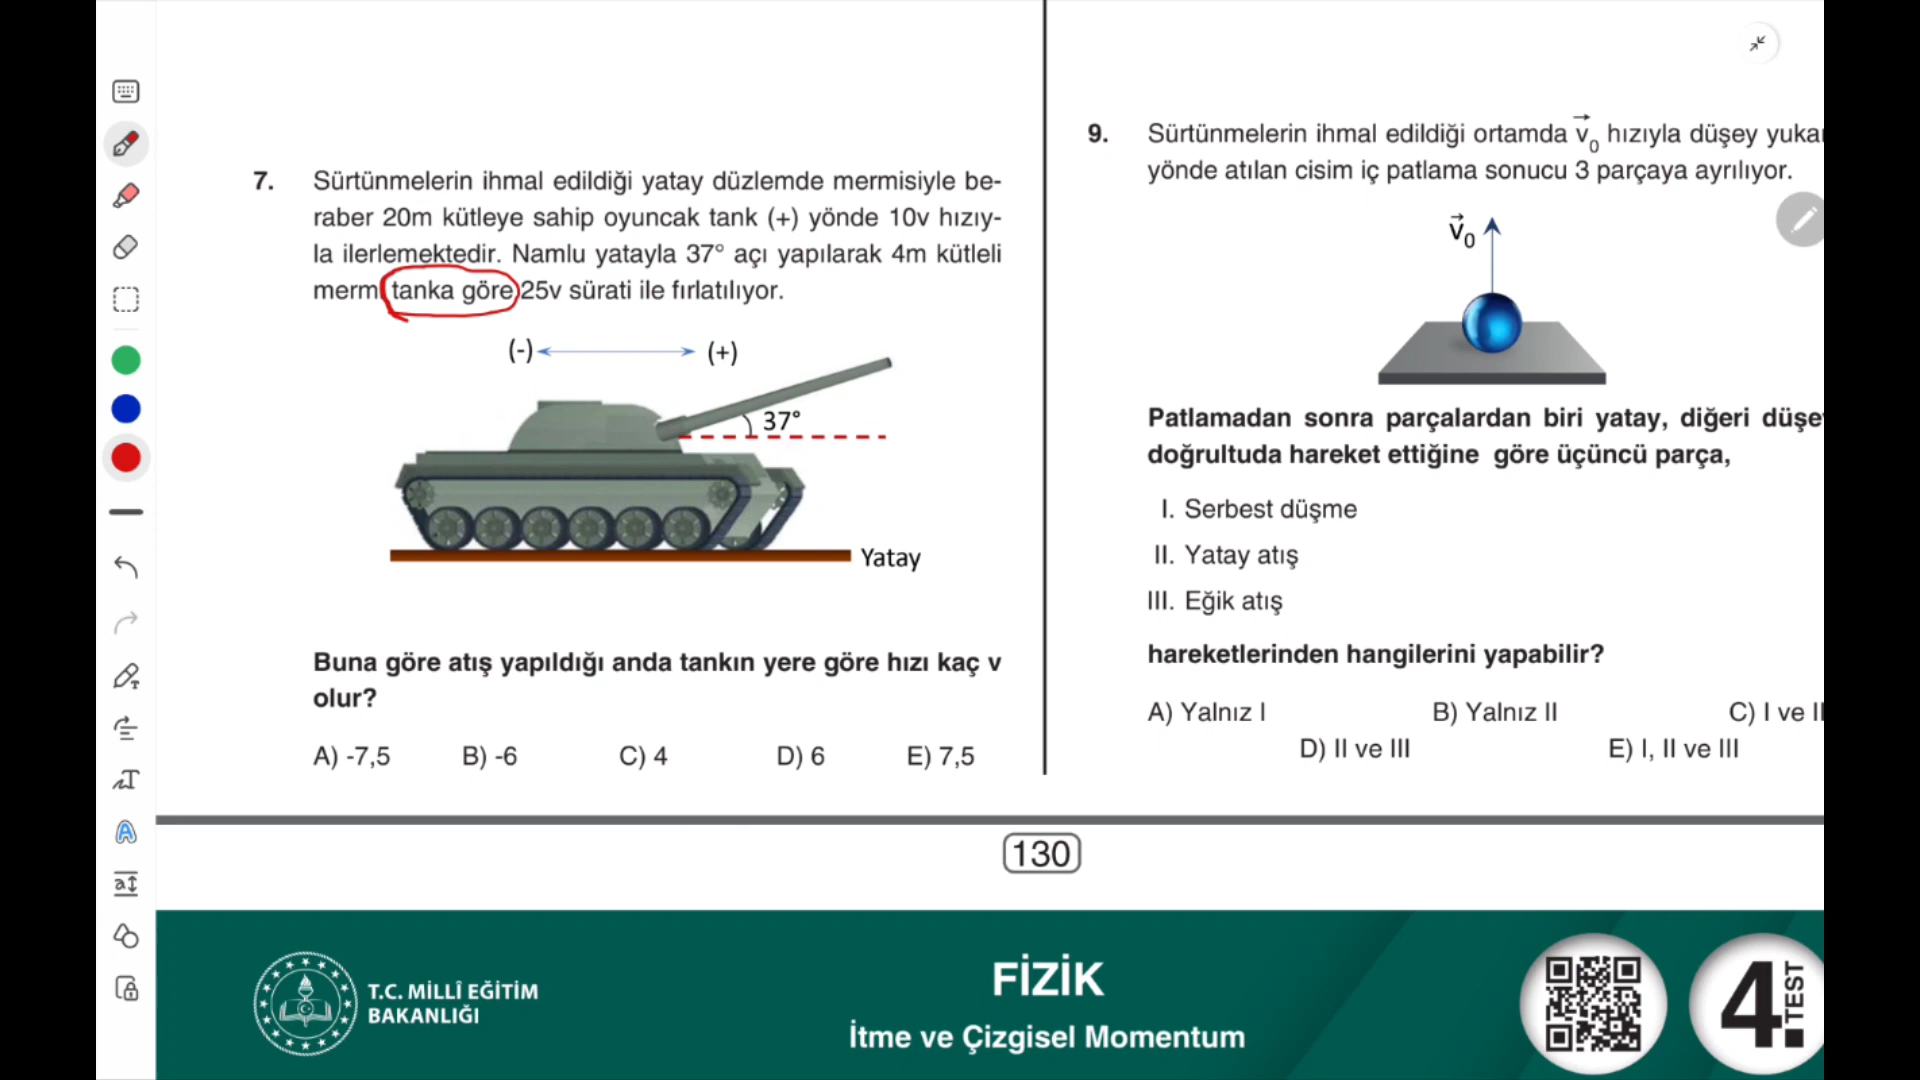 7. Sürtünmelerin ihmal edildiği yatay düzlemde mermisiyle be-
raber 20m kütleye sahip oyuncak tank (+) yönde 10v hızıy-
la ilerlemektedir. Namlu yatayla 37° açı yapılarak 4m kütleli
merm tanka göre 25v sürati ile fırlatılıyor.
(-) (+)
37°
Yatay
Buna göre atış yapıldığı anda tankın yere göre hızı kaç v
olur?
A) -7,5 B) -6 C) 4 D) 6 E) 7,5
9. Sürtünmelerin ihmal edildiği ortamda v0 hızıyla düşey yuka
yönde atılan cisim iç patlama sonucu 3 parçaya ayrılıyor.
v0
Patlamadan sonra parçalardan biri yatay, diğeri düşe
doğrultuda hareket ettiğine göre üçüncü parça,
I. Serbest düşme
II. Yatay atış
III. Eğik atış
hareketlerinden hangilerini yapabilir?
A) Yalnız I B) Yalnız II C) I ve II
D) II ve III E) I, II ve III
130
T.C. MİLLÎ EĞİTİM
BAKANLIĞI
FİZİK
İtme ve Çizgisel Momentum
4. TEST